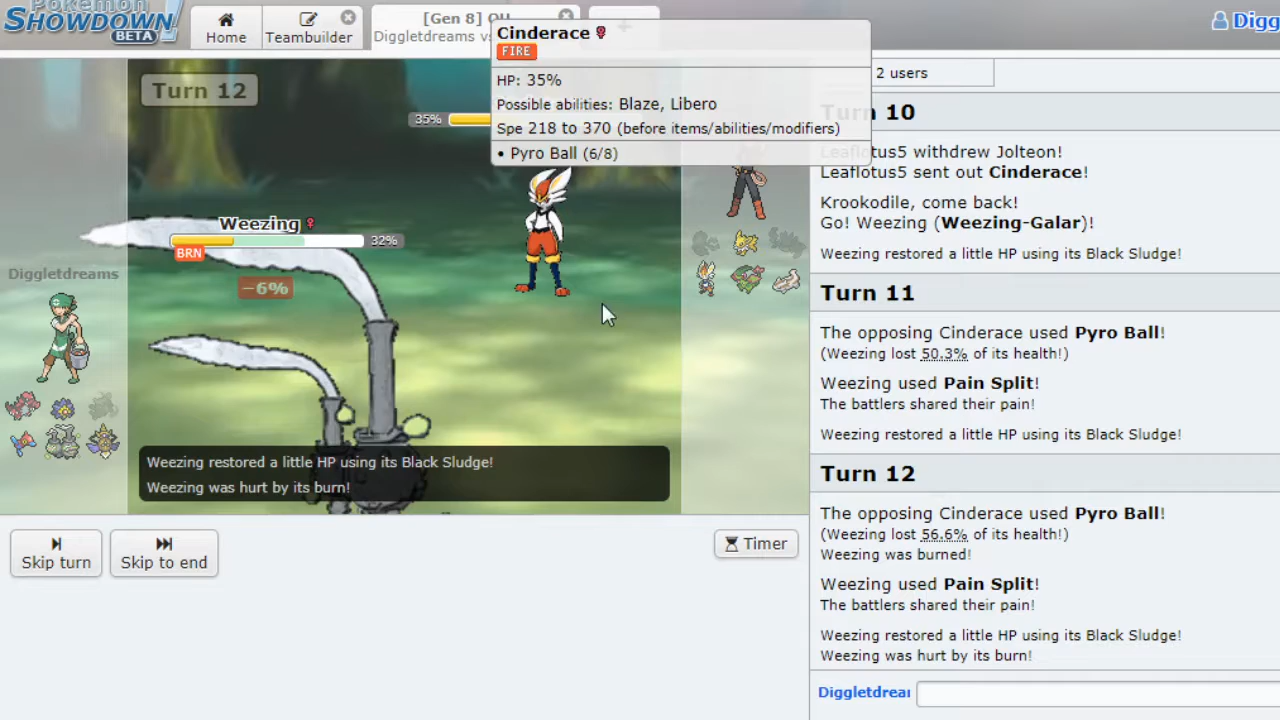 Pokémon
SHOWDOWN
BETA
Home
Teambuilder
[Gen 8] OU
Diggletdreams vs
Digg
Cinderace ♀
FIRE
HP: 35%
Possible abilities: Blaze, Libero
Spe 218 to 370 (before items/abilities/modifiers)
• Pyro Ball (6/8)
2 users
Turn 12
35%
Weezing ♀
32%
BRN
−6%
Diggletdreams
Weezing restored a little HP using its Black Sludge!
Weezing was hurt by its burn!
Skip turn
Skip to end
Timer
Turn 10
Leaflotus5 withdrew Jolteon!
Leaflotus5 sent out Cinderace!
Krookodile, come back!
Go! Weezing (Weezing-Galar)!
Weezing restored a little HP using its Black Sludge!
Turn 11
The opposing Cinderace used Pyro Ball!
(Weezing lost 50.3% of its health!)
Weezing used Pain Split!
The battlers shared their pain!
Weezing restored a little HP using its Black Sludge!
Turn 12
The opposing Cinderace used Pyro Ball!
(Weezing lost 56.6% of its health!)
Weezing was burned!
Weezing used Pain Split!
The battlers shared their pain!
Weezing restored a little HP using its Black Sludge!
Weezing was hurt by its burn!
Diggletdrear